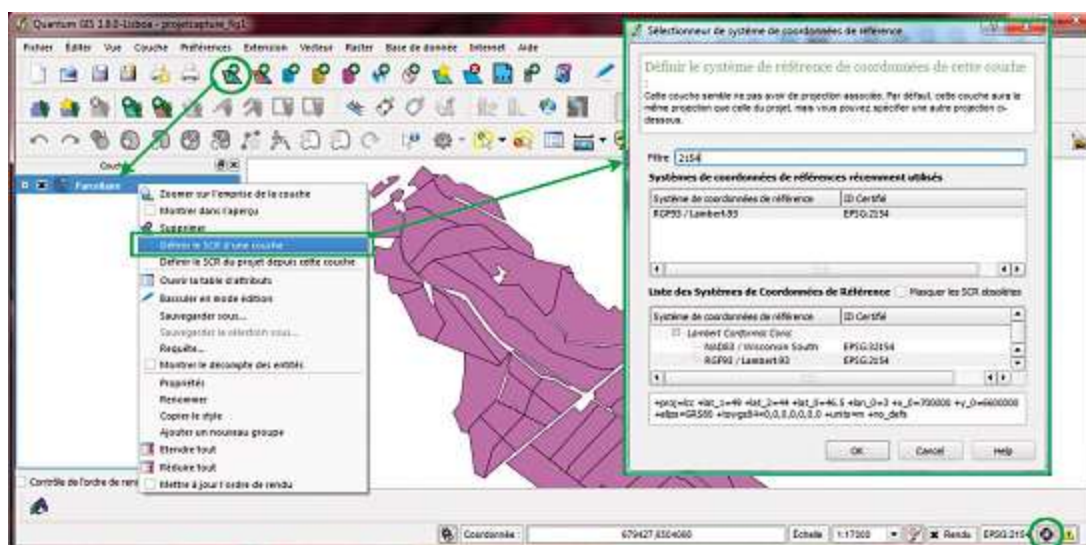 Quantum GIS 1.8.0-Lisboa - projetcapture_fig1
Fichier Éditer Vue Couche Préférences Extension Vecteur Raster Base de donnée Internet Aide
Couches
Parcellaire
Zoomer sur l'emprise de la couche
Montrer dans l'aperçu
Supprimer
Définir le SCR d'une couche
Définir le SCR du projet depuis cette couche
Ouvrir la table d'attributs
Basculer en mode édition
Sauvegarder sous...
Sauvegarder la sélection sous...
Requête...
Montrer le décompte des entités
Propriétés
Renommer
Copier le style
Ajouter un nouveau groupe
Étendre tout
Réduire tout
Mettre à jour l'ordre de rendu
Contrôle de l'ordre de ren
Sélectionneur de système de coordonnées de référence
Définir le système de référence de coordonnées de cette couche
:
Cette couche semble ne pas avoir de projection associée. Par défaut, cette couche aura la
même projection que celle du projet, mais vous pouvez spécifier une autre projection ci-
dessous.
Filtre 2154
Systèmes de coordonnées de références récemment utilisés
Système de coordonnées de référence ID Certifié
RGF93 / Lambert-93 EPSG:2154
Liste des Systèmes de Coordonnées de Référence Masquer les SCR obsolètes
Système de coordonnées de référence ID Certifié
Lambert Conformal Conic
NAD83 / Wisconsin South EPSG:32154
RGF93 / Lambert-93 EPSG:2154
+proj=lcc +lat_1=49 +lat_2=44 +lat_0=46.5 +lon_0=3 +x_0=700000 +y_0=6600000
+ellps=GRS80 +towgs84=0,0,0,0,0,0,0 +units=m +no_defs
OK Cancel Help
Coordonnée : Échelle 1:17300 Rendu EPSG:2154